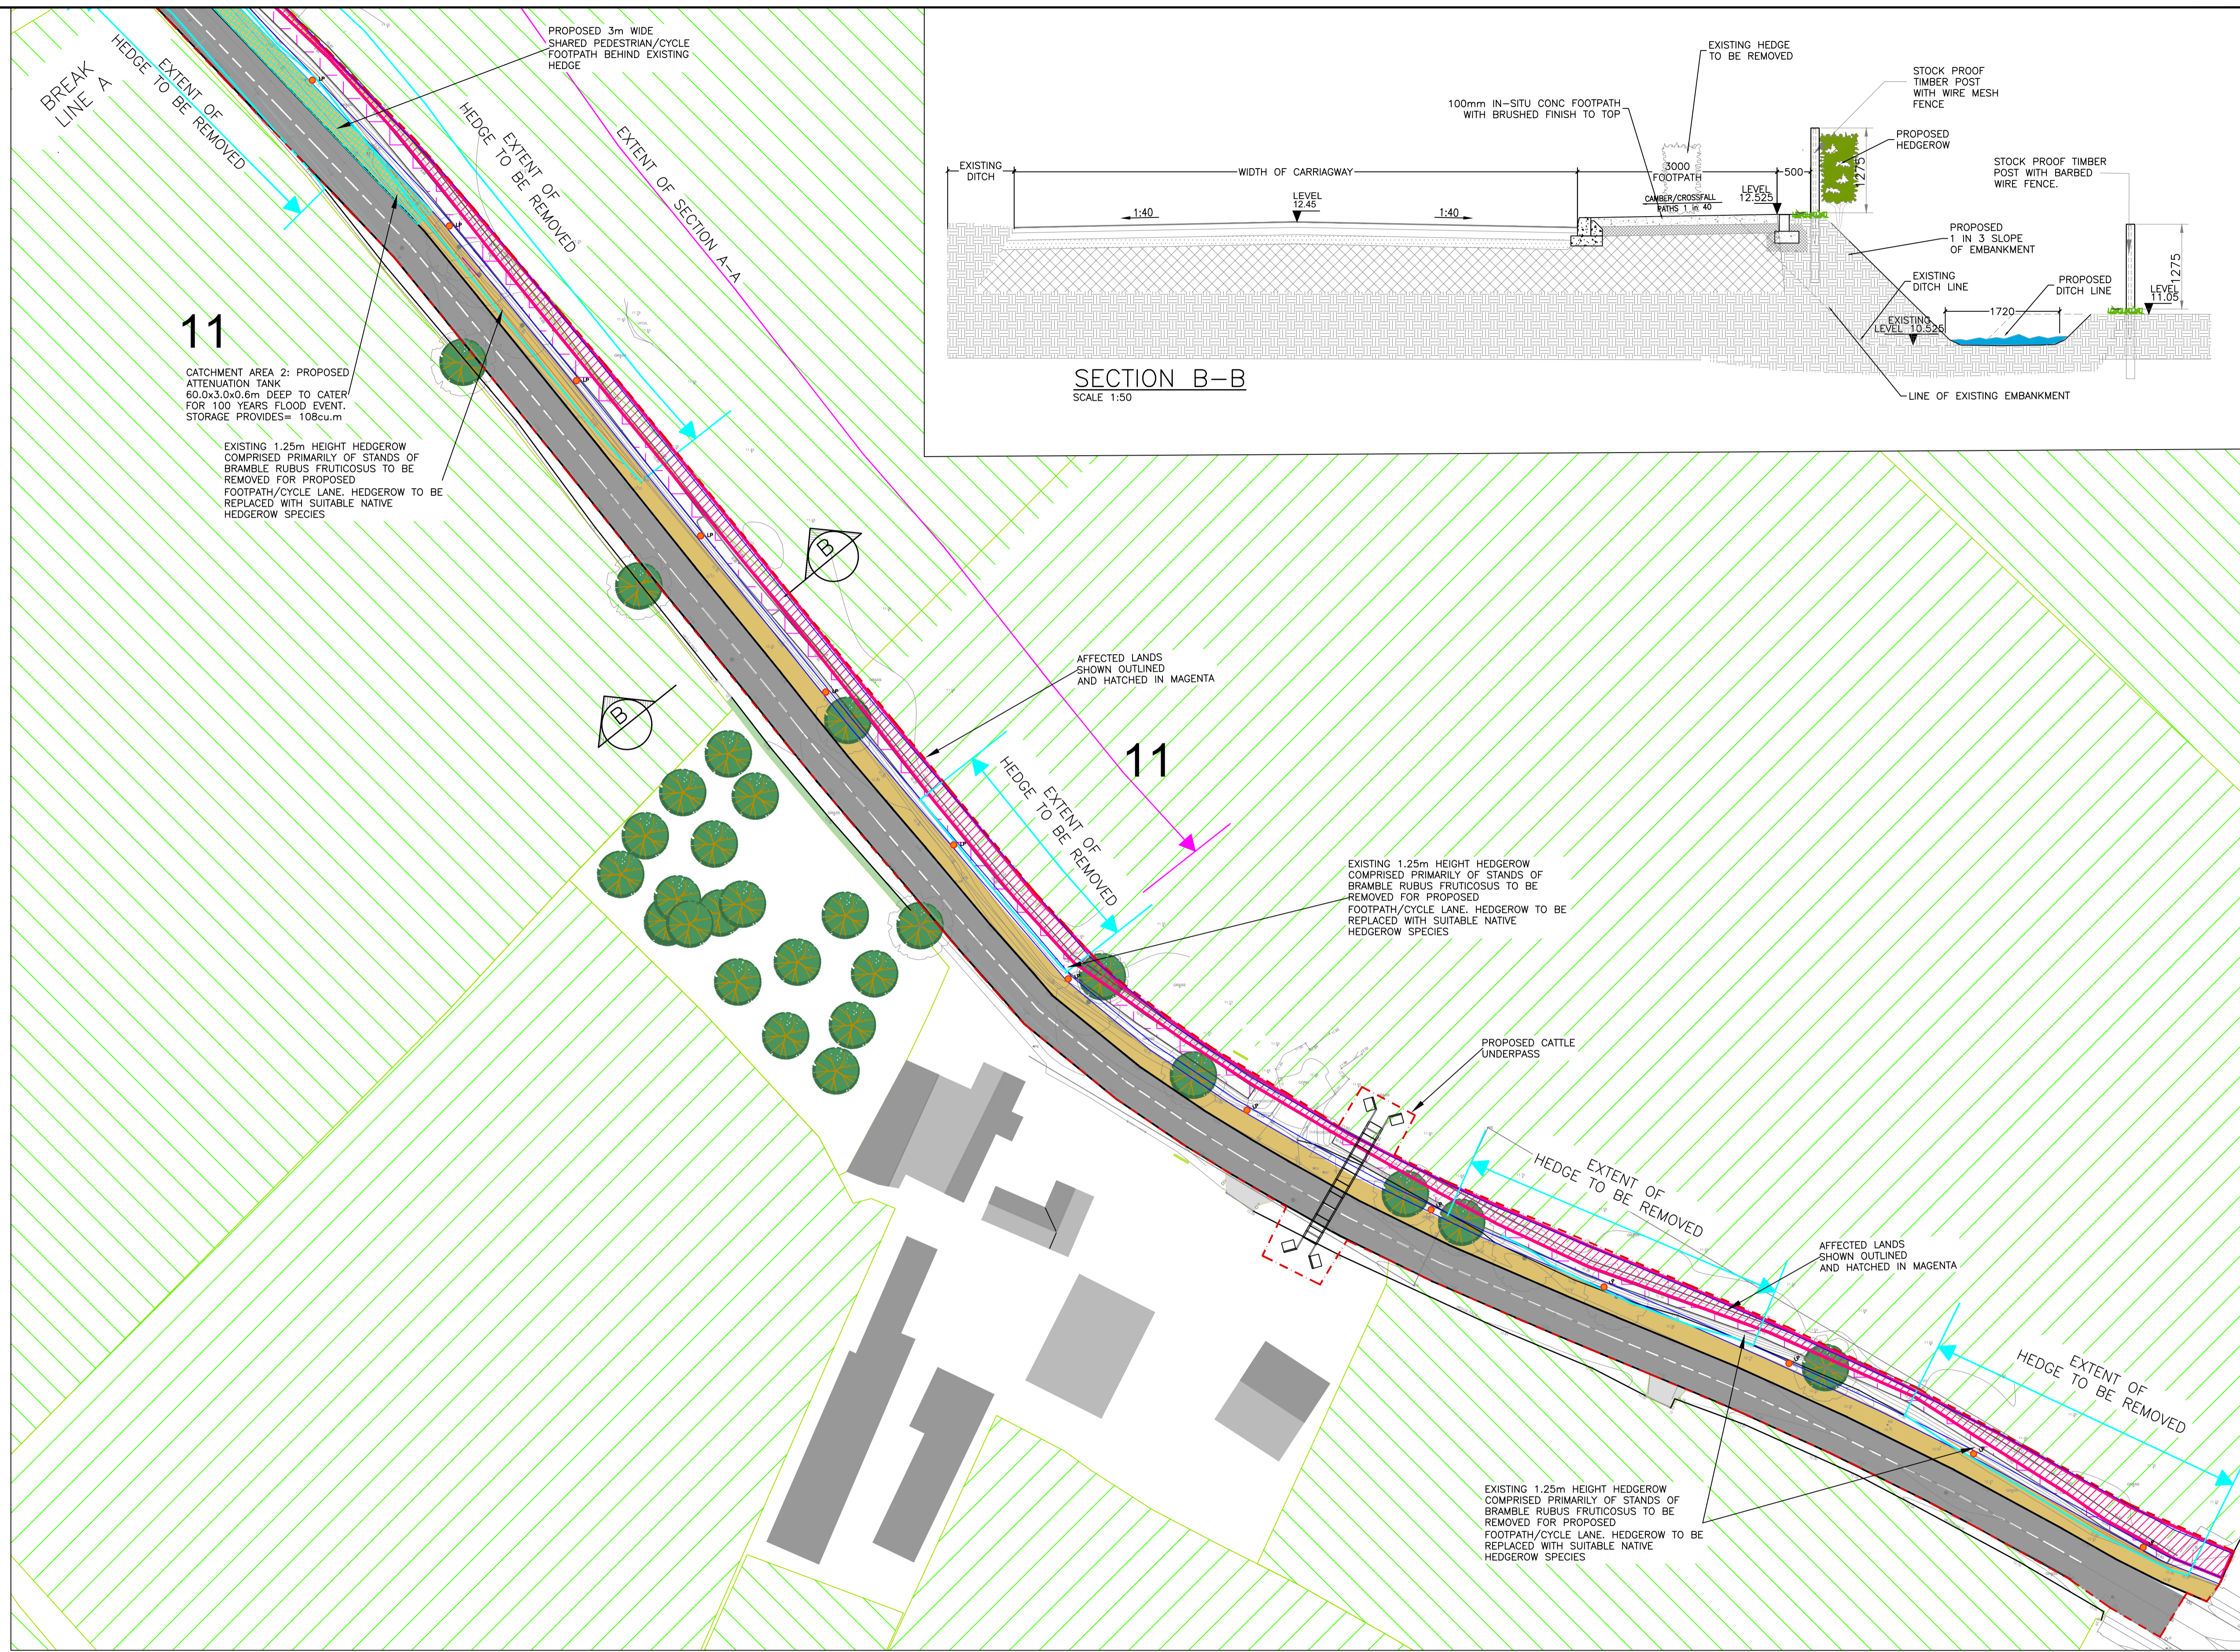 BREAK
LINE A
EXTENT OF
HEDGE TO BE REMOVED
PROPOSED 3m WIDE
SHARED PEDESTRIAN/CYCLE
FOOTPATH BEHIND EXISTING
HEDGE
EXTENT OF
HEDGE TO BE REMOVED
EXTENT OF SECTION A-A
11
CATCHMENT AREA 2: PROPOSED
ATTENUATION TANK
60.0x3.0x0.6m DEEP TO CATER
FOR 100 YEARS FLOOD EVENT.
STORAGE PROVIDES= 108cu.m
EXISTING 1.25m HEIGHT HEDGEROW
COMPRISED PRIMARILY OF STANDS OF
BRAMBLE RUBUS FRUTICOSUS TO BE
REMOVED FOR PROPOSED
FOOTPATH/CYCLE LANE. HEDGEROW TO BE
REPLACED WITH SUITABLE NATIVE
HEDGEROW SPECIES
EXISTING HEDGE
TO BE REMOVED
STOCK PROOF
TIMBER POST
WITH WIRE MESH
FENCE
100mm IN-SITU CONC FOOTPATH
WITH BRUSHED FINISH TO TOP
PROPOSED
HEDGEROW
STOCK PROOF TIMBER
POST WITH BARBED
WIRE FENCE.
EXISTING
DITCH
WIDTH OF CARRIAGWAY
3000
FOOTPATH
500
1275
LEVEL
12.45
1:40
1:40
CAMBER/CROSSFALL
PATHS 1 in 40
LEVEL
12.525
PROPOSED
1 IN 3 SLOPE
OF EMBANKMENT
EXISTING
DITCH LINE
PROPOSED
DITCH LINE
1275
LEVEL
11.05
1720
EXISTING
LEVEL 10.525
LINE OF EXISTING EMBANKMENT
SECTION B-B
SCALE 1:50
LP
LP
LP
LP
B
B
LP
LP
AFFECTED LANDS
SHOWN OUTLINED
AND HATCHED IN MAGENTA
11
EXTENT OF
HEDGE TO BE REMOVED
EXISTING 1.25m HEIGHT HEDGEROW
COMPRISED PRIMARILY OF STANDS OF
BRAMBLE RUBUS FRUTICOSUS TO BE
REMOVED FOR PROPOSED
FOOTPATH/CYCLE LANE. HEDGEROW TO BE
REPLACED WITH SUITABLE NATIVE
HEDGEROW SPECIES
LP
LP
PROPOSED CATTLE
UNDERPASS
EXTENT OF
HEDGE TO BE REMOVED
LP
LP
AFFECTED LANDS
SHOWN OUTLINED
AND HATCHED IN MAGENTA
LP
EXTENT OF
HEDGE TO BE REMOVED
LP
EXISTING 1.25m HEIGHT HEDGEROW
COMPRISED PRIMARILY OF STANDS OF
BRAMBLE RUBUS FRUTICOSUS TO BE
REMOVED FOR PROPOSED
FOOTPATH/CYCLE LANE. HEDGEROW TO BE
REPLACED WITH SUITABLE NATIVE
HEDGEROW SPECIES
LP